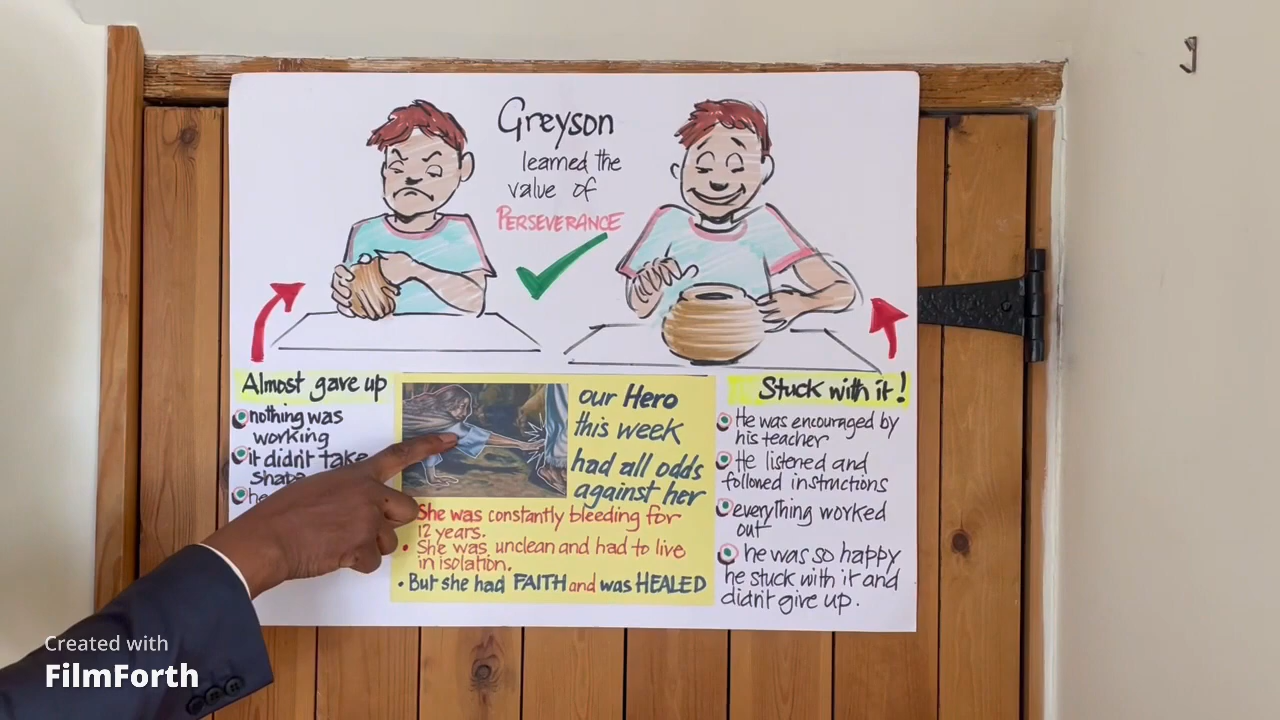 Greyson
learned the
value of
PERSEVERANCE
Almost gave up
nothing was
working
it didn't take
he
our Hero
this week
had all odds
against her
She was constantly bleeding for
12 years.
• She was unclean and had to live
in isolation.
• But she had FAITH and was HEALED
Stuck with it!
He was encouraged by
his teacher
He listened and
followed instructions
everything worked
out
he was so happy
he stuck with it and
didn't give up.
Created with
FilmForth